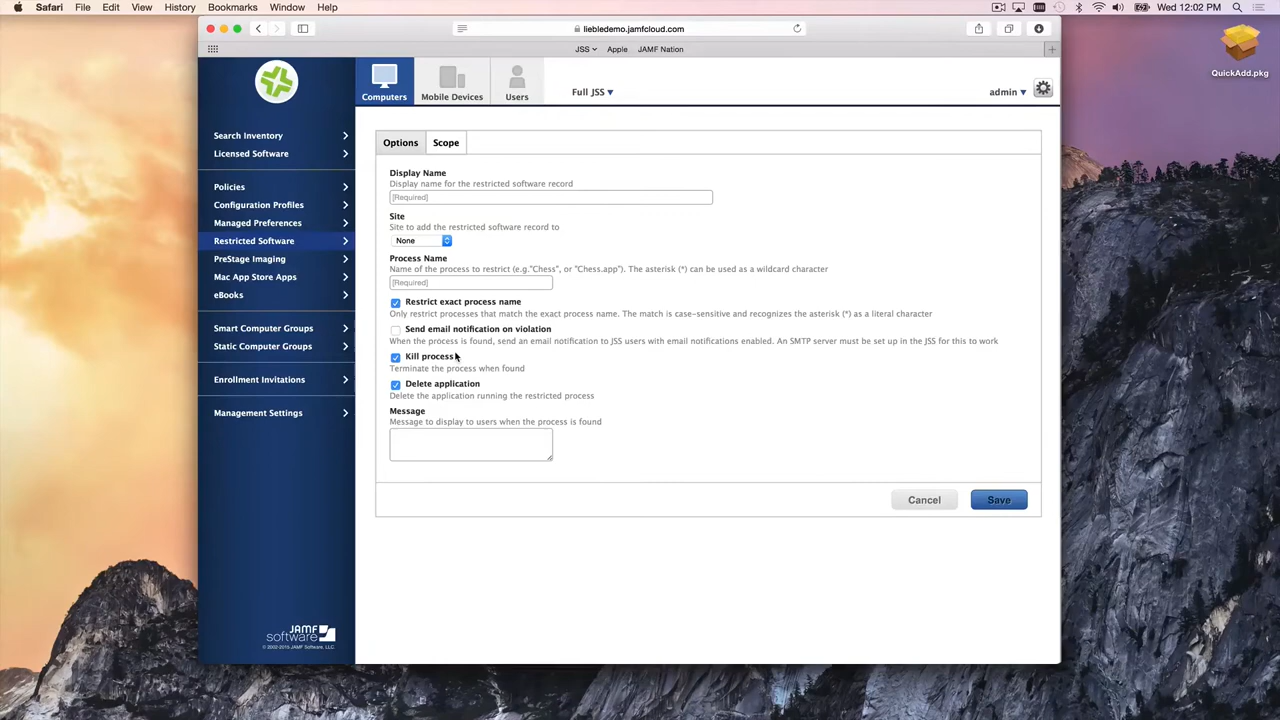 Safari File Edit View History Bookmarks Window Help
Wed 12:02 PM
liebledemo.jamfcloud.com
JSS Apple JAMF Nation
QuickAdd.pkg
Computers
Mobile Devices
Users
Full JSS
admin
Search Inventory
Licensed Software
Policies
Configuration Profiles
Managed Preferences
Restricted Software
PreStage Imaging
Mac App Store Apps
eBooks
Smart Computer Groups
Static Computer Groups
Enrollment Invitations
Management Settings
JAMF
software
© 2002-2015 JAMF Software, LLC.
Options
Scope
Display Name
Display name for the restricted software record
[Required]
Site
Site to add the restricted software record to
None
Process Name
Name of the process to restrict (e.g."Chess", or "Chess.app"). The asterisk (*) can be used as a wildcard character
[Required]
Restrict exact process name
Only restrict processes that match the exact process name. The match is case-sensitive and recognizes the asterisk (*) as a literal character
Send email notification on violation
When the process is found, send an email notification to JSS users with email notifications enabled. An SMTP server must be set up in the JSS for this to work
Kill process
Terminate the process when found
Delete application
Delete the application running the restricted process
Message
Message to display to users when the process is found
Cancel
Save